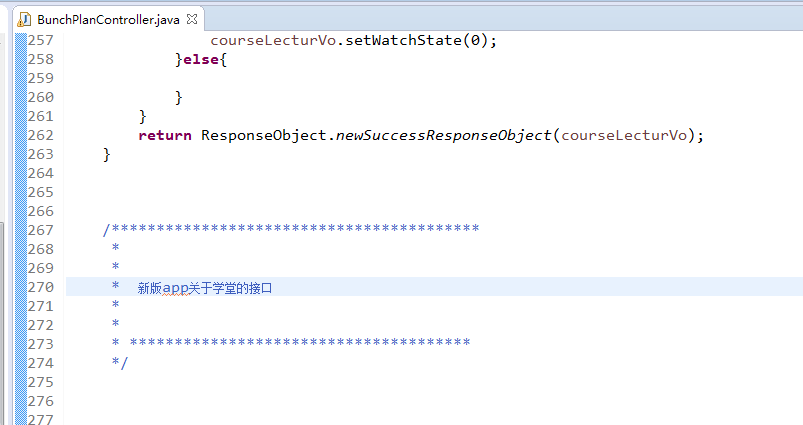 BunchPlanController.java
257 courseLecturVo.setWatchState(0);
258 }else{
259
260 }
261 }
262 return ResponseObject.newSuccessResponseObject(courseLecturVo);
263 }
264
265
266
267 /*****************************************
268 *
269 *
270 * 新版app关于学堂的接口
271 *
272 *
273 * **************************************
274 */
275
276
277